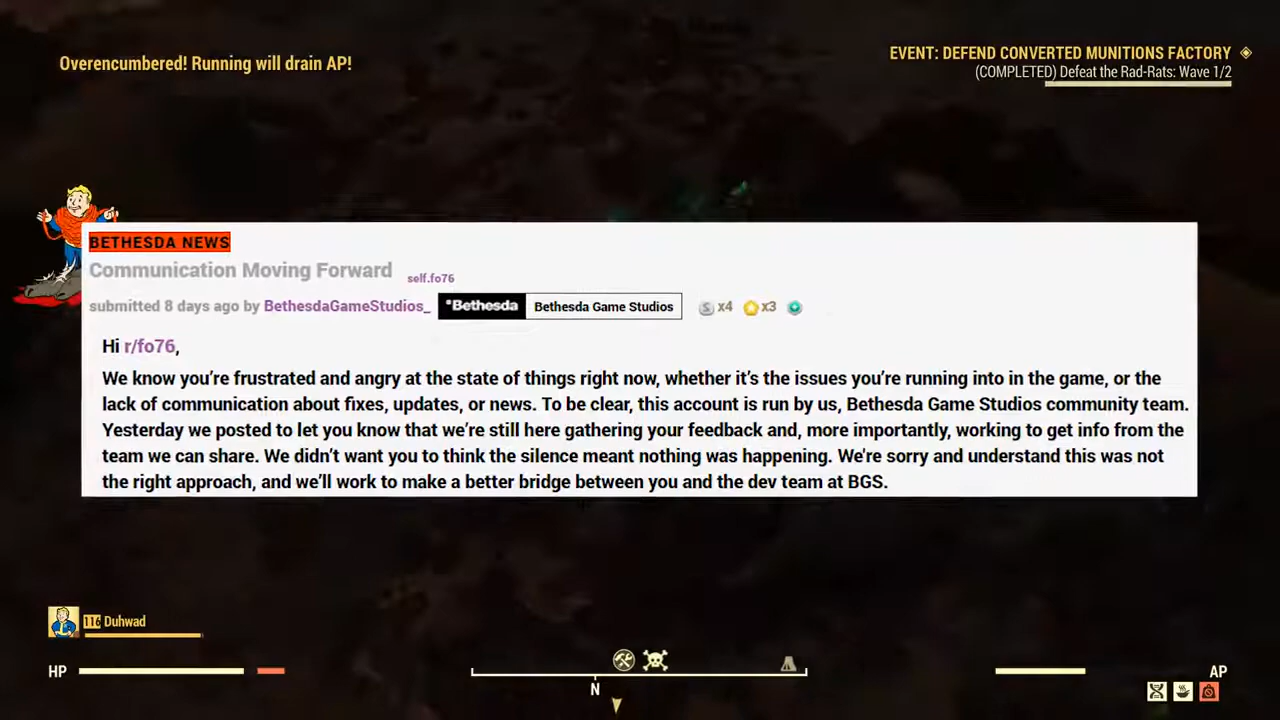 Overencumbered! Running will drain AP!
EVENT: DEFEND CONVERTED MUNITIONS FACTORY
(COMPLETED) Defeat the Rad-Rats: Wave 1/2
BETHESDA NEWS
Communication Moving Forward self.fo76
submitted 8 days ago by BethesdaGameStudios_ *Bethesda Bethesda Game Studios S x4 x3
Hi r/fo76,
We know you're frustrated and angry at the state of things right now, whether it's the issues you're running into in the game, or the
lack of communication about fixes, updates, or news. To be clear, this account is run by us, Bethesda Game Studios community team.
Yesterday we posted to let you know that we're still here gathering your feedback and, more importantly, working to get info from the
team we can share. We didn't want you to think the silence meant nothing was happening. We're sorry and understand this was not
the right approach, and we'll work to make a better bridge between you and the dev team at BGS.
116 Duhwad
HP
N
AP